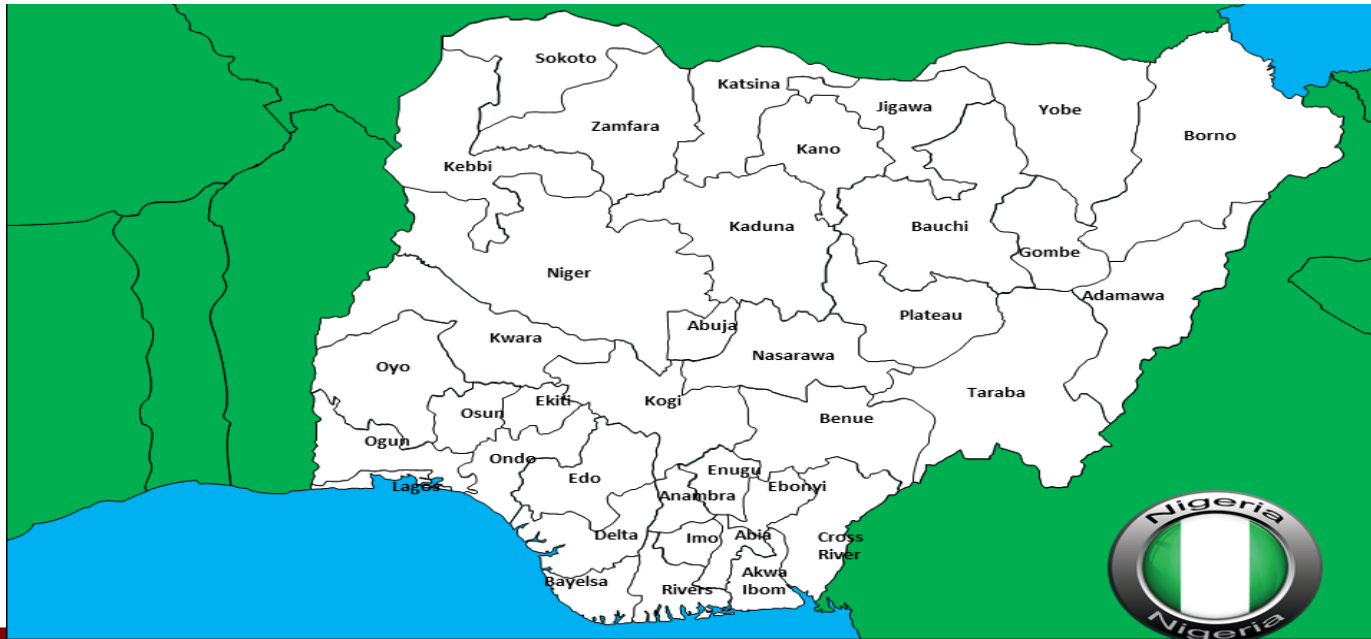 Sokoto
Katsina
Jigawa
Yobe
Zamfara
Borno
Kano
Kebbi
Kaduna
Bauchi
Gombe
Niger
Adamawa
Plateau
Abuja
Kwara
Nasarawa
Oyo
Taraba
Ekiti
Kogi
Osun
Benue
Ogun
Ondo
Enugu
Edo
Lagos
Ebonyi
Anambra
Delta
Imo
Abia
Cross
River
Bayelsa
Akwa
Rivers
Ibom
Nigeria
Nigeria